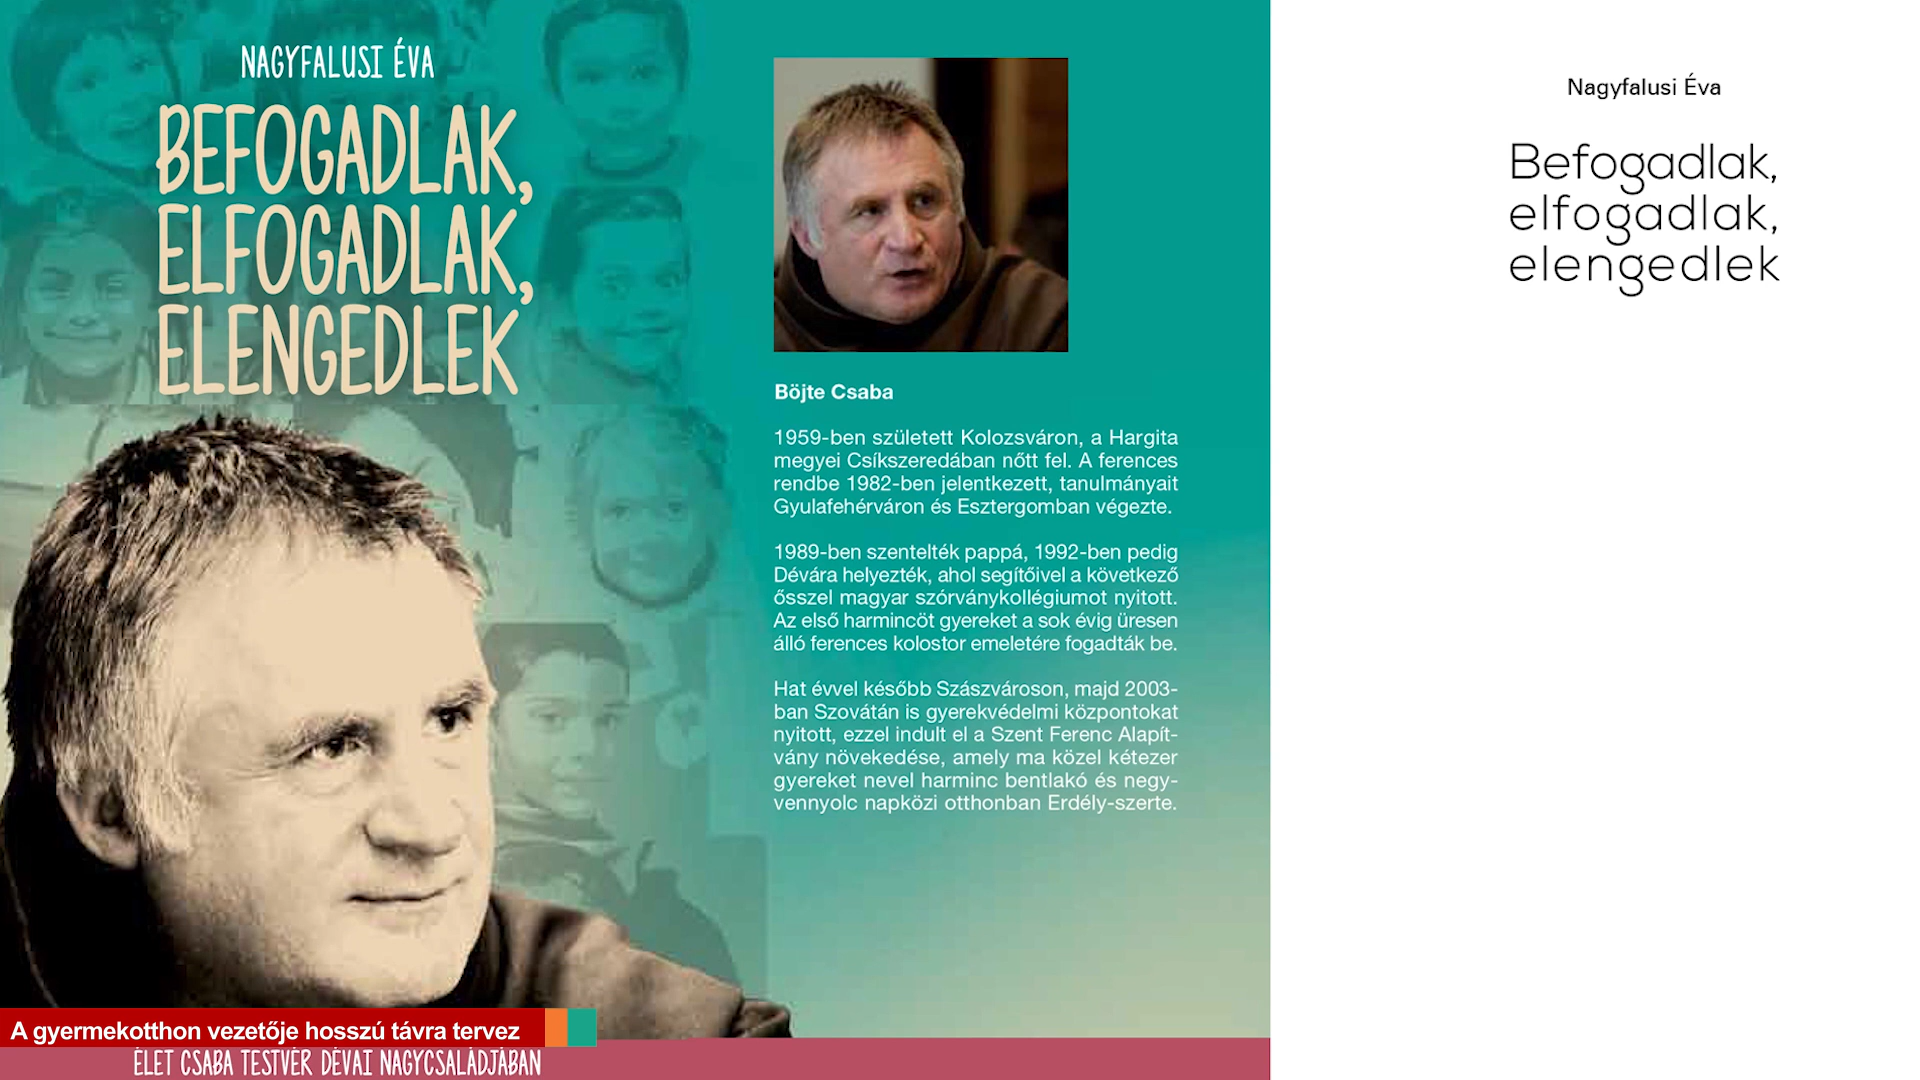 NAGYFALUSI ÉVA
BEFOGADLAK,
ELFOGADLAK,
ELENGEDLEK
A gyermekotthon vezetője hosszú távra tervez
ÉLET CSABA TESTVÉR DÉVAI NAGYCSALÁDJÁBAN
Böjte Csaba
1959-ben született Kolozsváron, a Hargita
megyei Csíkszeredában nőtt fel. A ferences
rendbe 1982-ben jelentkezett, tanulmányait
Gyulafehérváron és Esztergomban végezte.
1989-ben szentelték pappá, 1992-ben pedig
Dévára helyezték, ahol segítőivel a következő
ősszel magyar szórványkollégiumot nyitott.
Az első harmincöt gyereket a sok évig üresen
álló ferences kolostor emeletére fogadták be.
Hat évvel később Szászvároson, majd 2003-
ban Szovátán is gyerekvédelmi központokat
nyitott, ezzel indult el a Szent Ferenc Alapít-
vány növekedése, amely ma közel kétezer
gyereket nevel harminc bentlakó és negy-
vennyolc napközi otthonban Erdély-szerte.
Nagyfalusi Éva
Befogadlak,
elfogadlak,
elengedlek